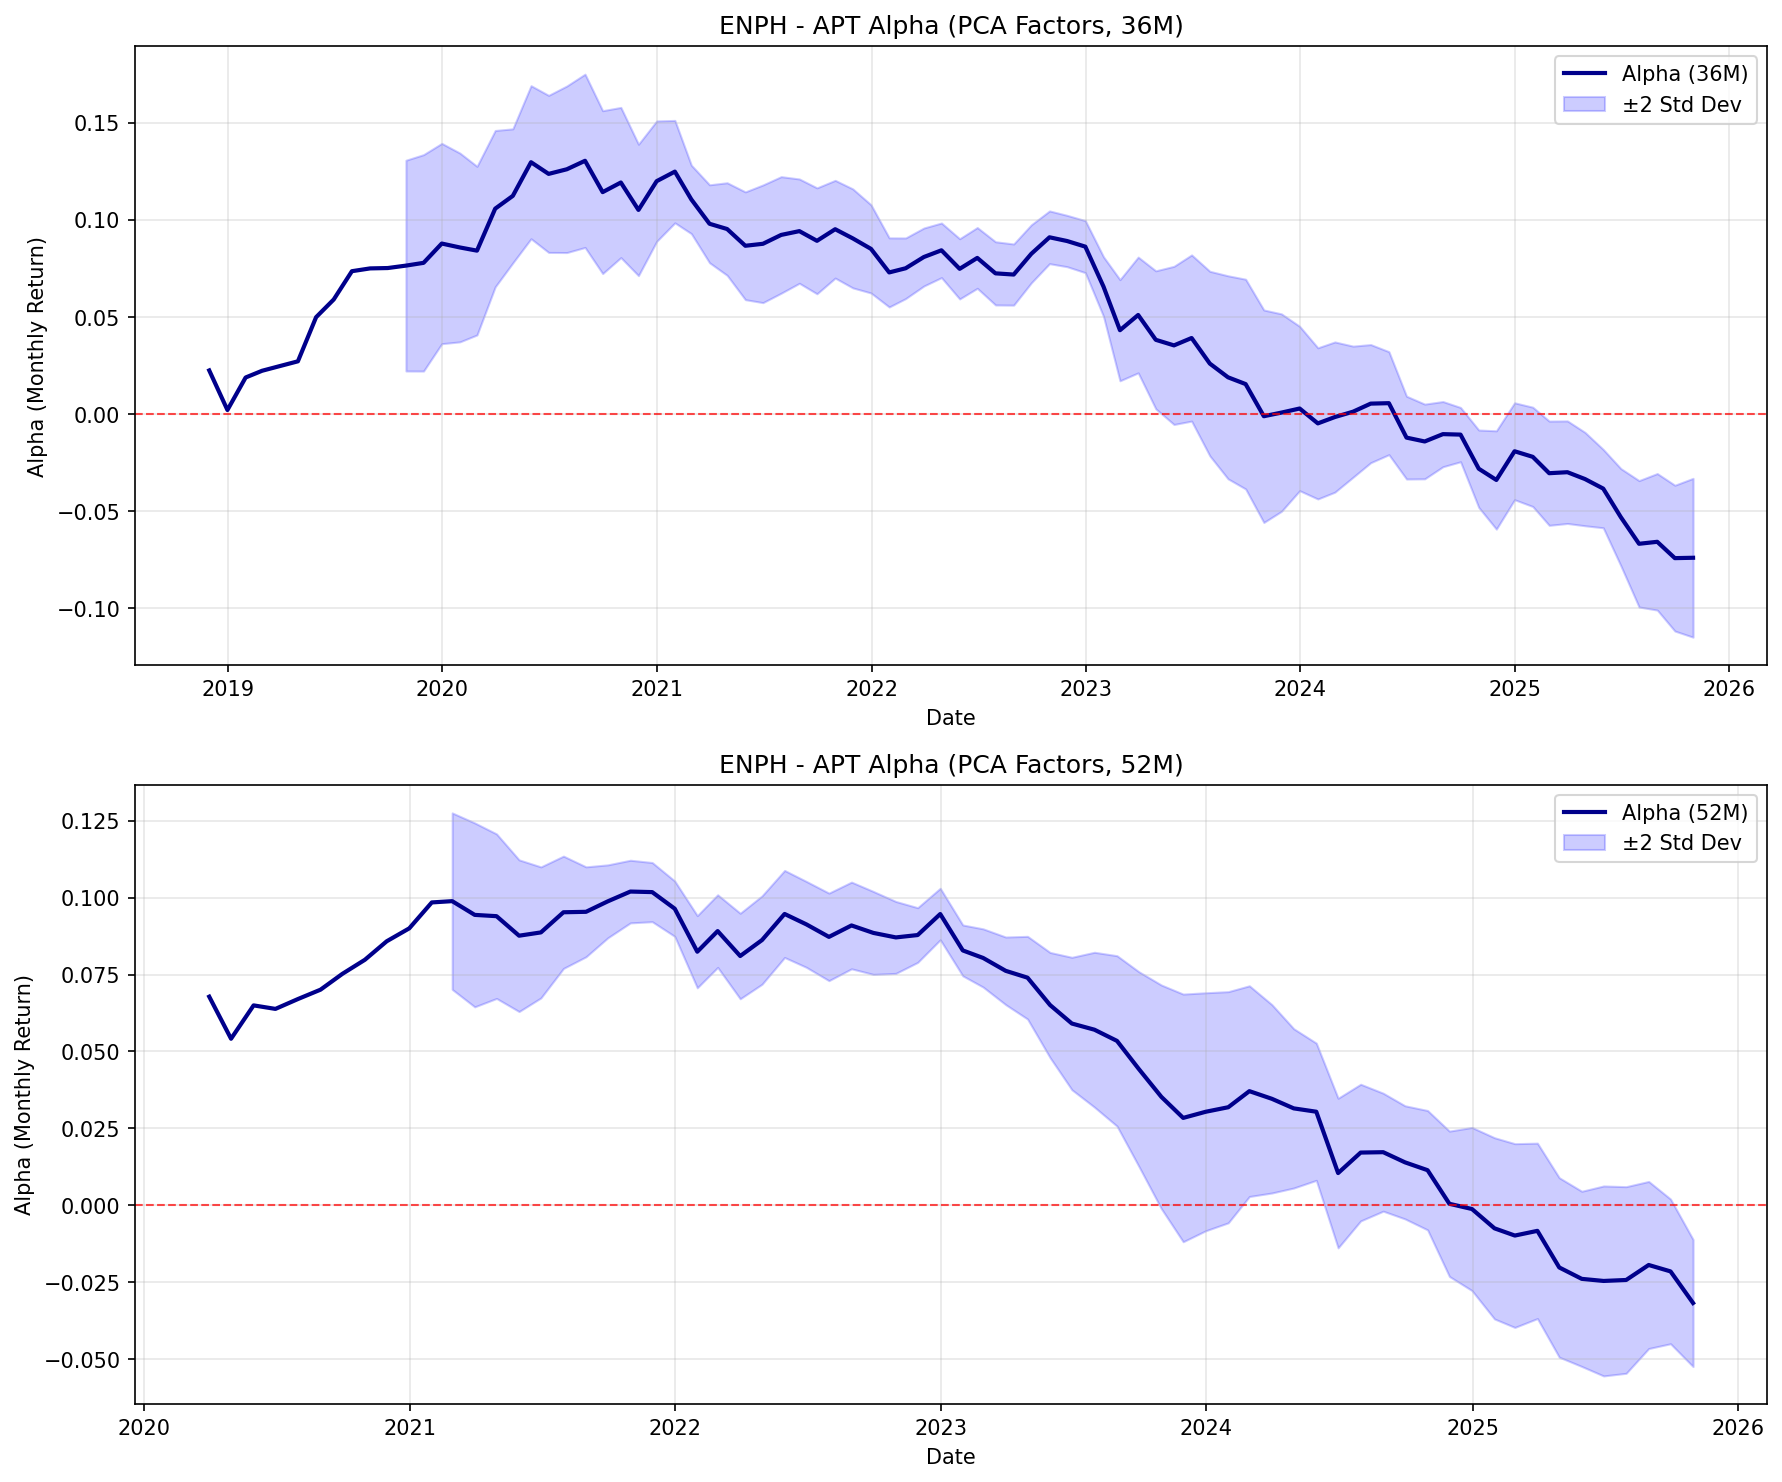 ENPH - APT Alpha (PCA Factors, 36M)
Alpha (36M)
±2 Std Dev
Alpha (Monthly Return)
0.15
0.10
0.05
0.00
−0.05
−0.10
2019 2020 2021 2022 2023 2024 2025 2026
Date
ENPH - APT Alpha (PCA Factors, 52M)
Alpha (52M)
±2 Std Dev
Alpha (Monthly Return)
0.125
0.100
0.075
0.050
0.025
0.000
−0.025
−0.050
2020 2021 2022 2023 2024 2025 2026
Date